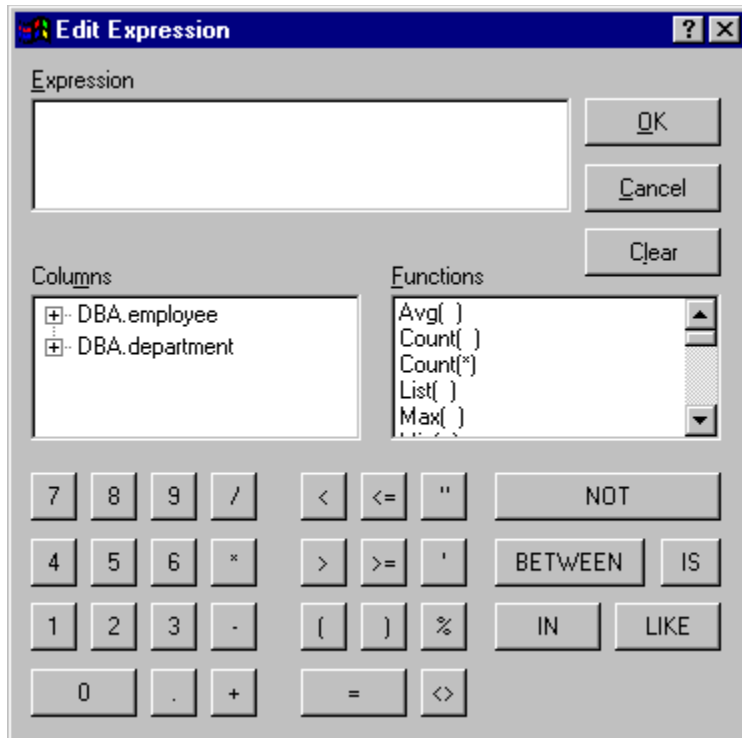 Edit Expression ? ×
Expression
OK
Cancel
Clear
Columns Functions
DBA.employee
DBA.department
Avg( )
Count( )
Count(*)
List( )
Max( )
7 8 9 / < <= " NOT
4 5 6 * > >= ' BETWEEN IS
1 2 3 - ( ) % IN LIKE
0 . + = <>